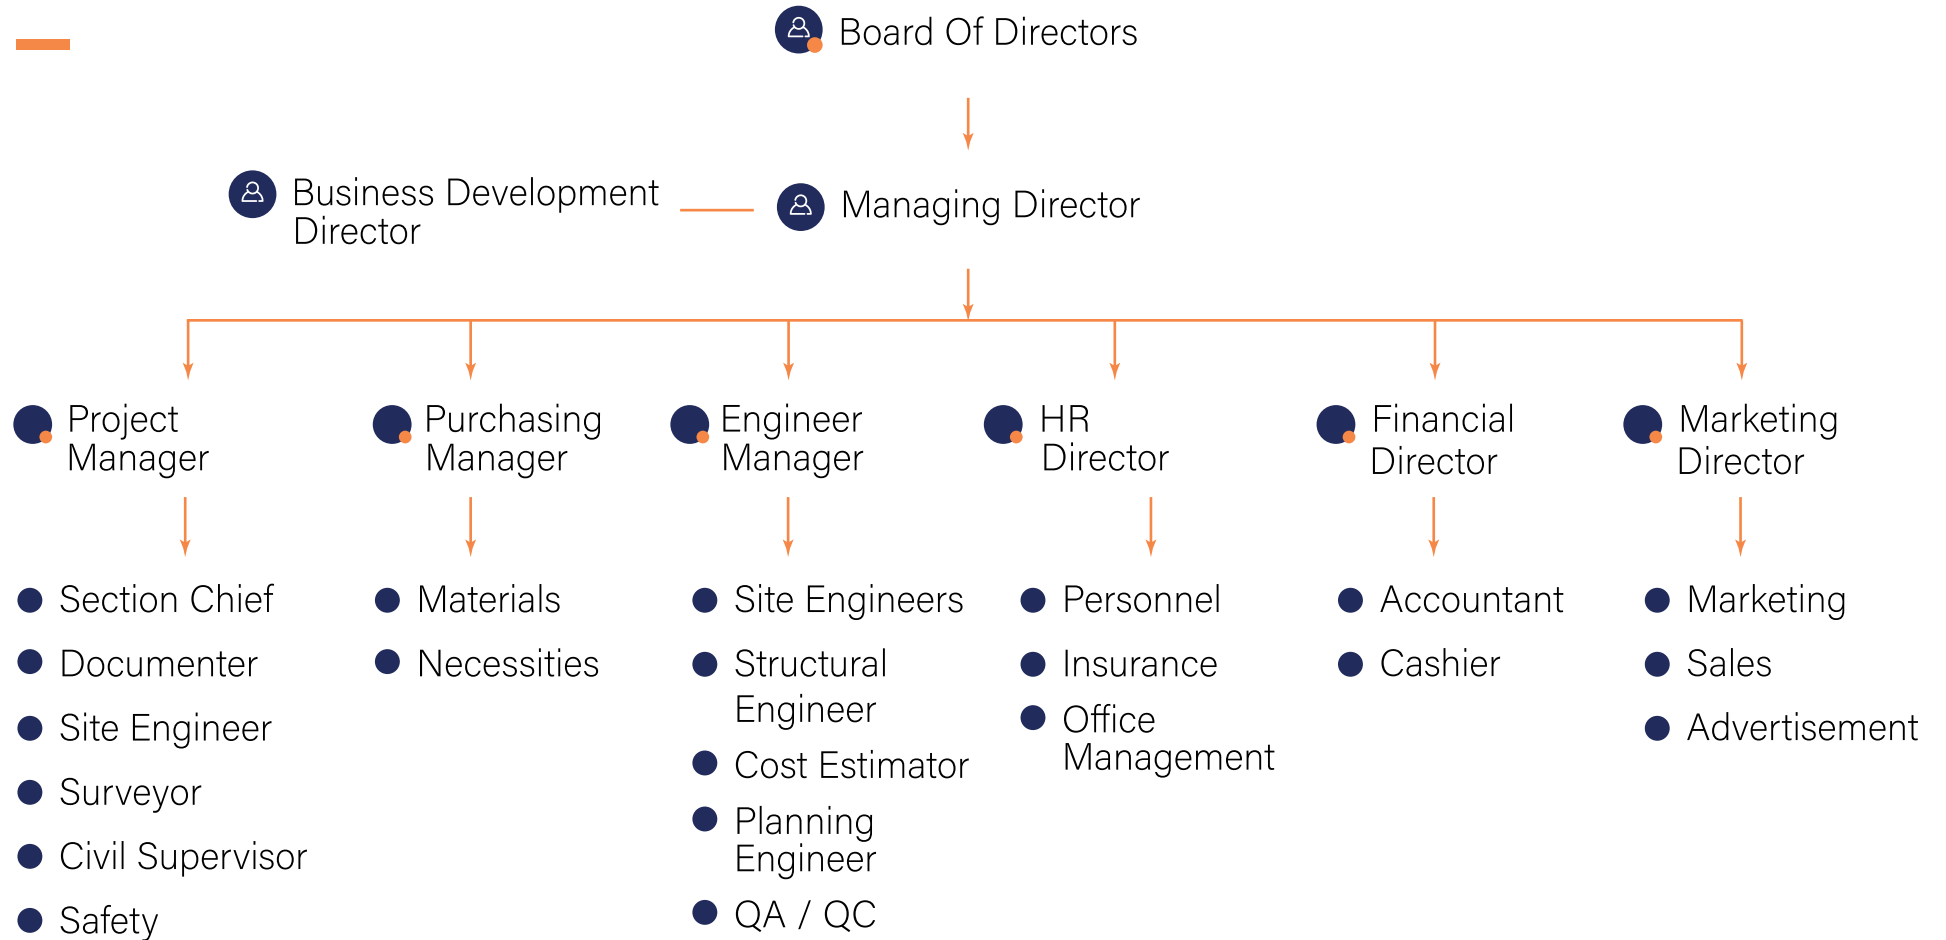 Board Of Directors
Business Development
Director
Managing Director
Project
Manager
Purchasing
Manager
Engineer
Manager
HR
Director
Financial
Director
Marketing
Director
Section Chief
Documenter
Site Engineer
Surveyor
Civil Supervisor
Safety
Materials
Necessities
Site Engineers
Structural
Engineer
Cost Estimator
Planning
Engineer
QA / QC
Personnel
Insurance
Office
Management
Accountant
Cashier
Marketing
Sales
Advertisement